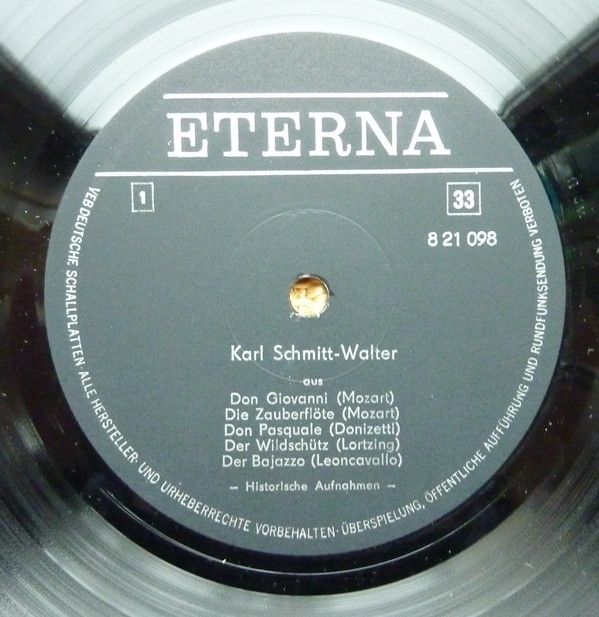 ETERNA
1
33
8 21 098
Karl Schmitt-Walter
aus
Don Giovanni (Mozart)
Die Zauberflöte (Mozart)
Don Pasquale (Donizetti)
Der Wildschütz (Lortzing)
Der Bajazzo (Leoncavallo)
- Historische Aufnahmen -
VEB DEUTSCHE SCHALLPLATTEN · ALLE HERSTELLER- UND URHEBERRECHTE VORBEHALTEN · ÜBERSPIELUNG, ÖFFENTLICHE AUFFÜHRUNG UND RUNDFUNKSENDUNG VERBOTEN